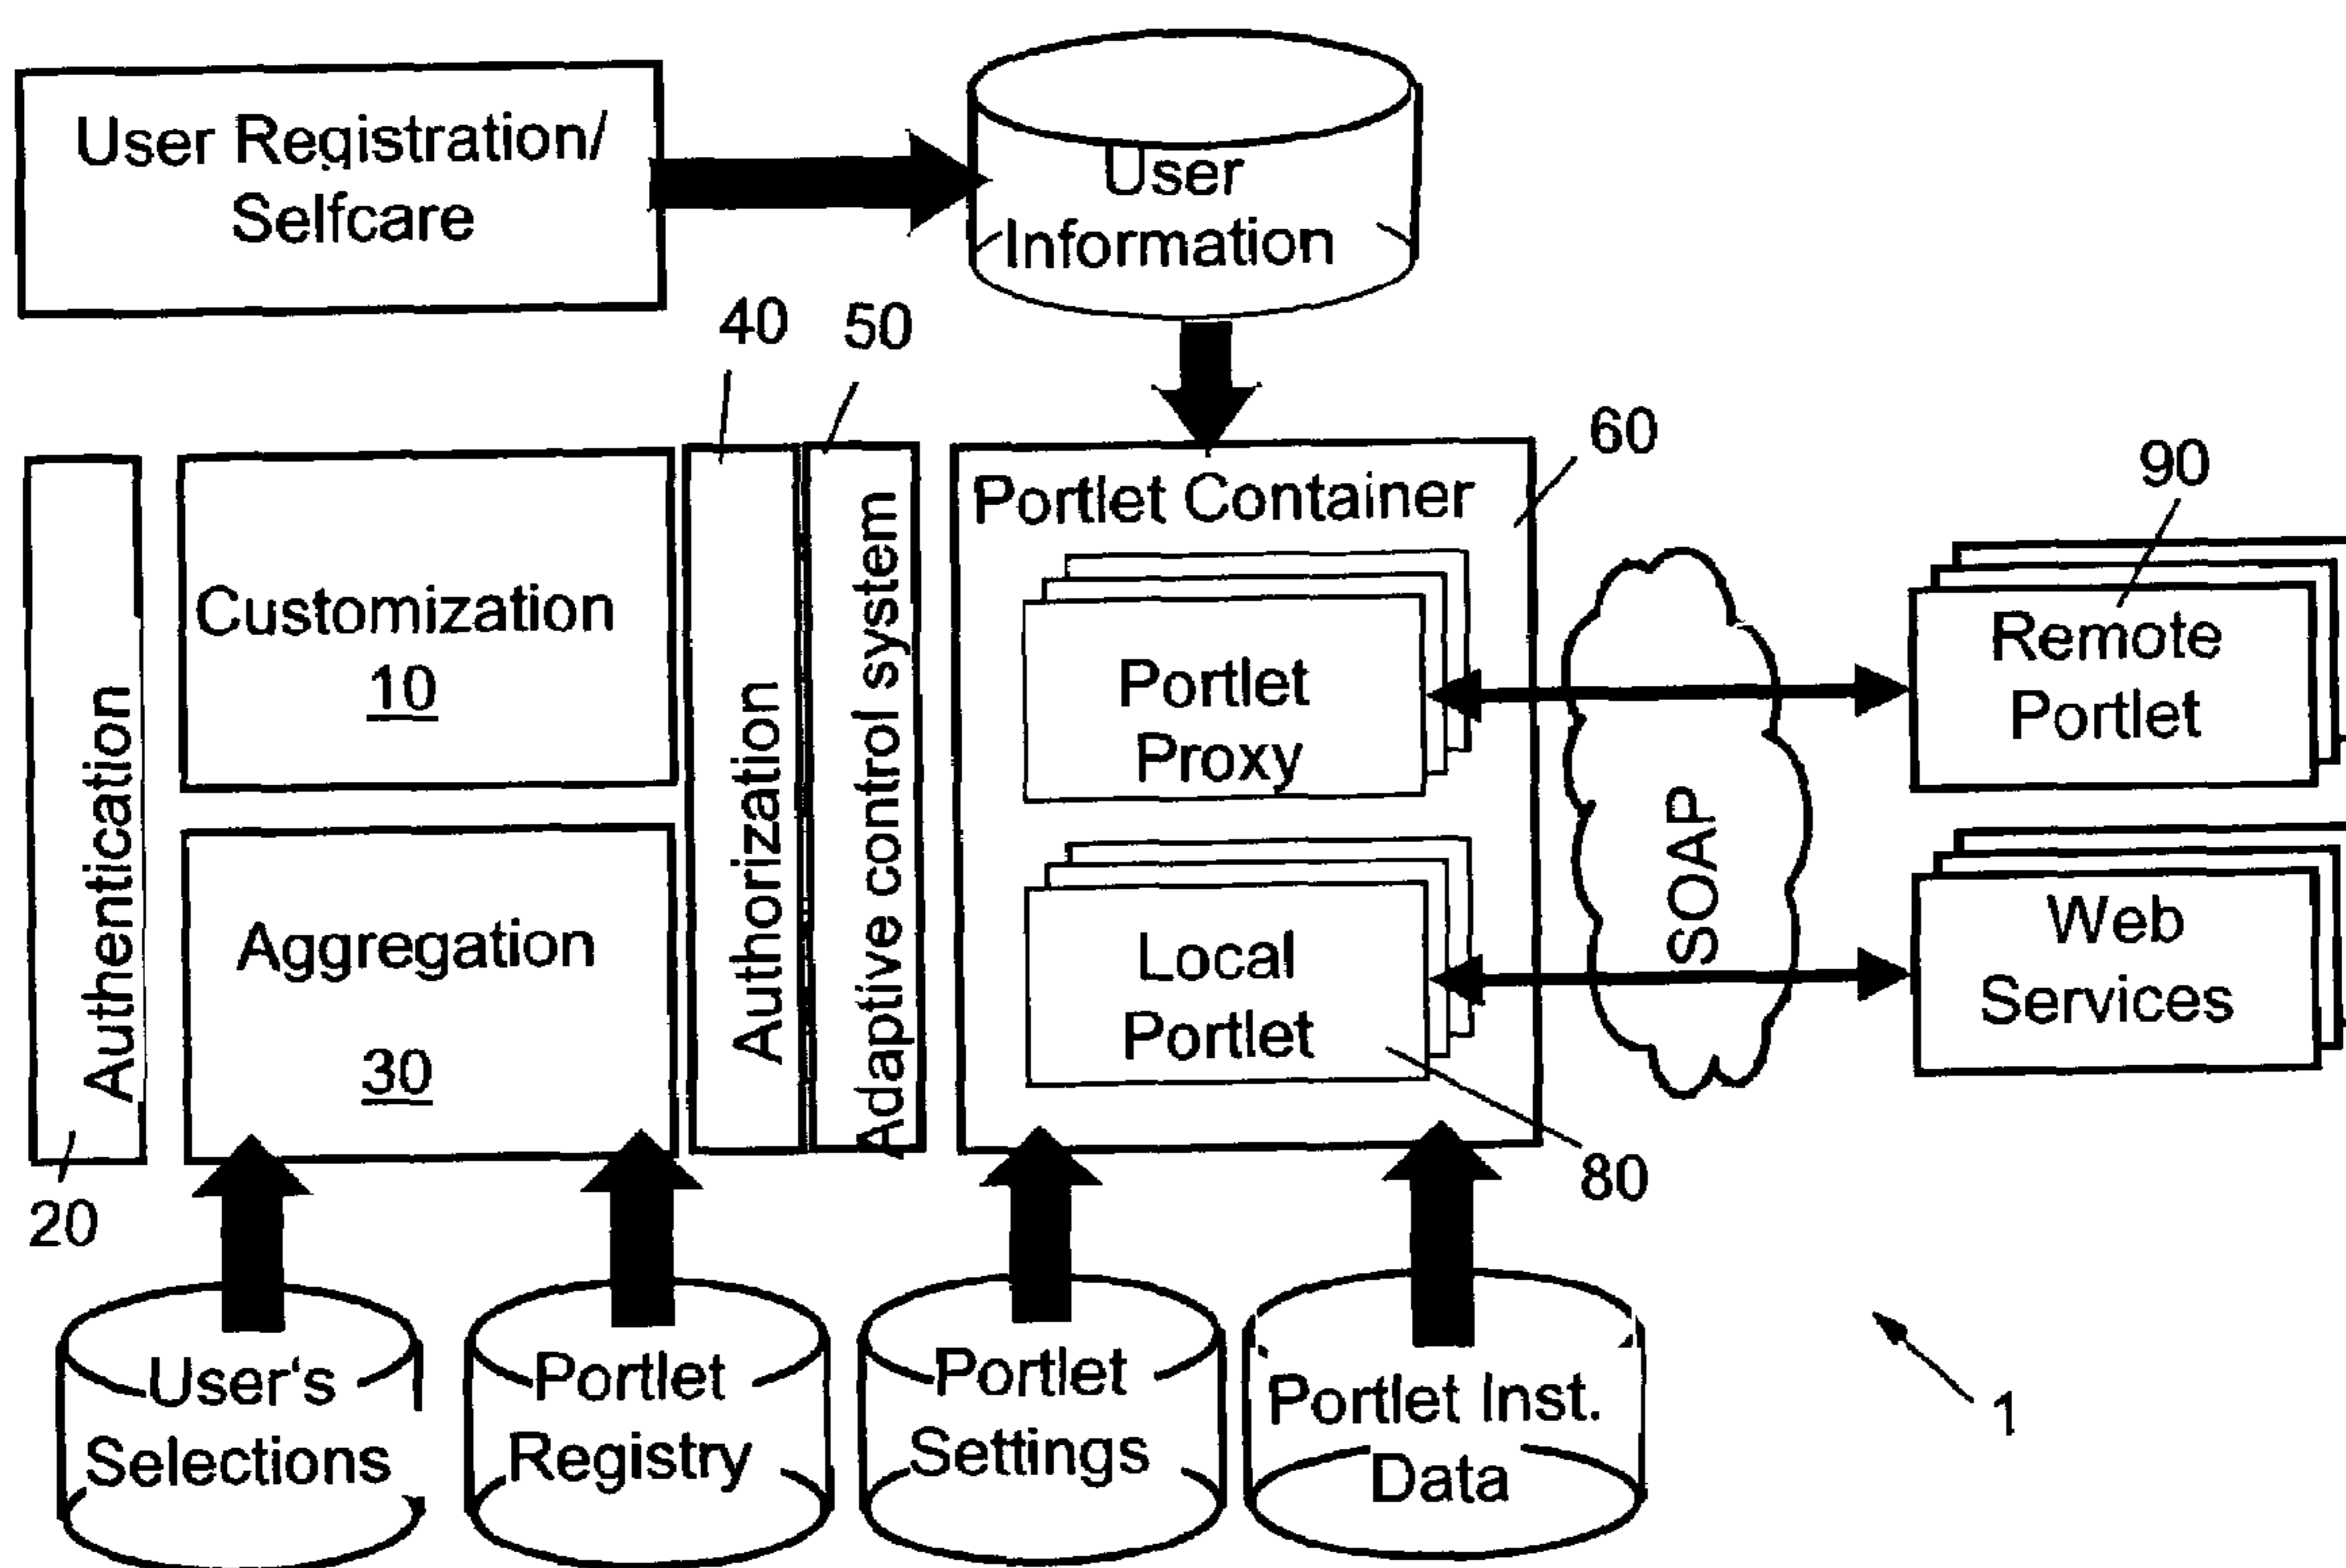 User Registration/
Selfcare
User
Information
40
50
60
90
Authentication
20
Customization
10
Aggregation
30
Authorization
Adaptive control system
Portlet Container
Portlet
Proxy
Local
Portlet
80
SOAP
Remote
Portlet
Web
Services
User's
Selections
Portlet
Registry
Portlet
Settings
Portlet Inst.
Data
1